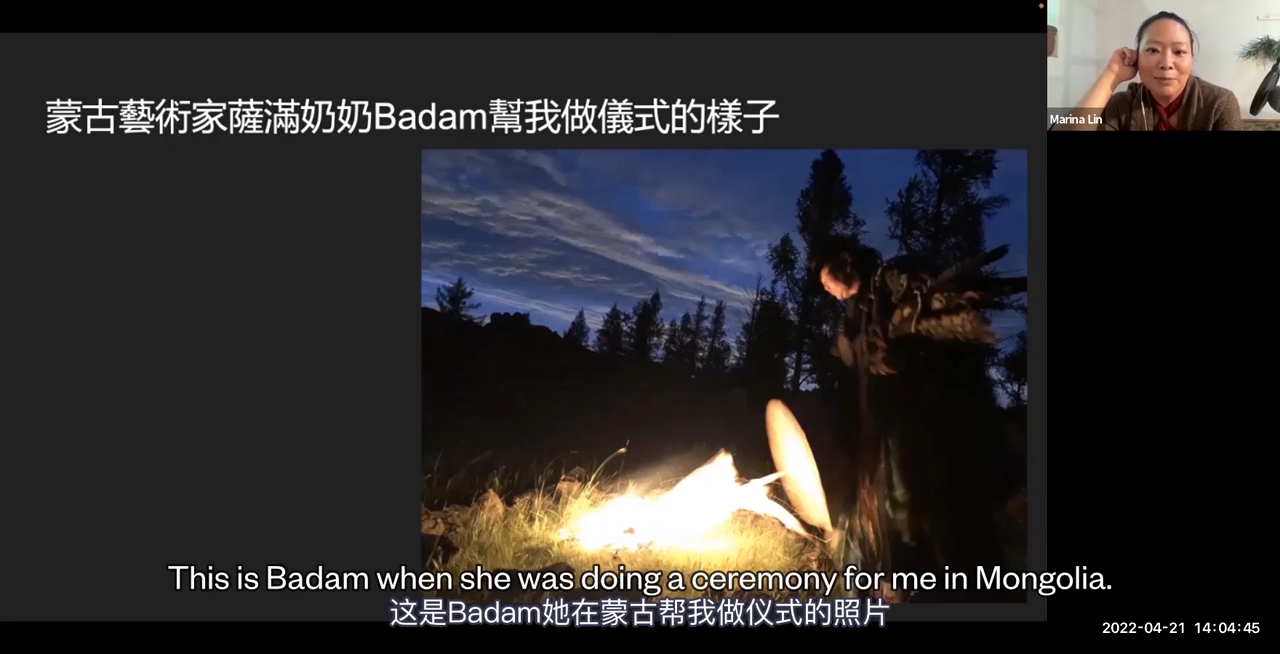 蒙古藝術家薩滿奶奶Badam幫我做儀式的樣子
Marina Lin
This is Badam when she was doing a ceremony for me in Mongolia.
这是Badam她在蒙古帮我做仪式的照片
2022-04-21 14:04:45